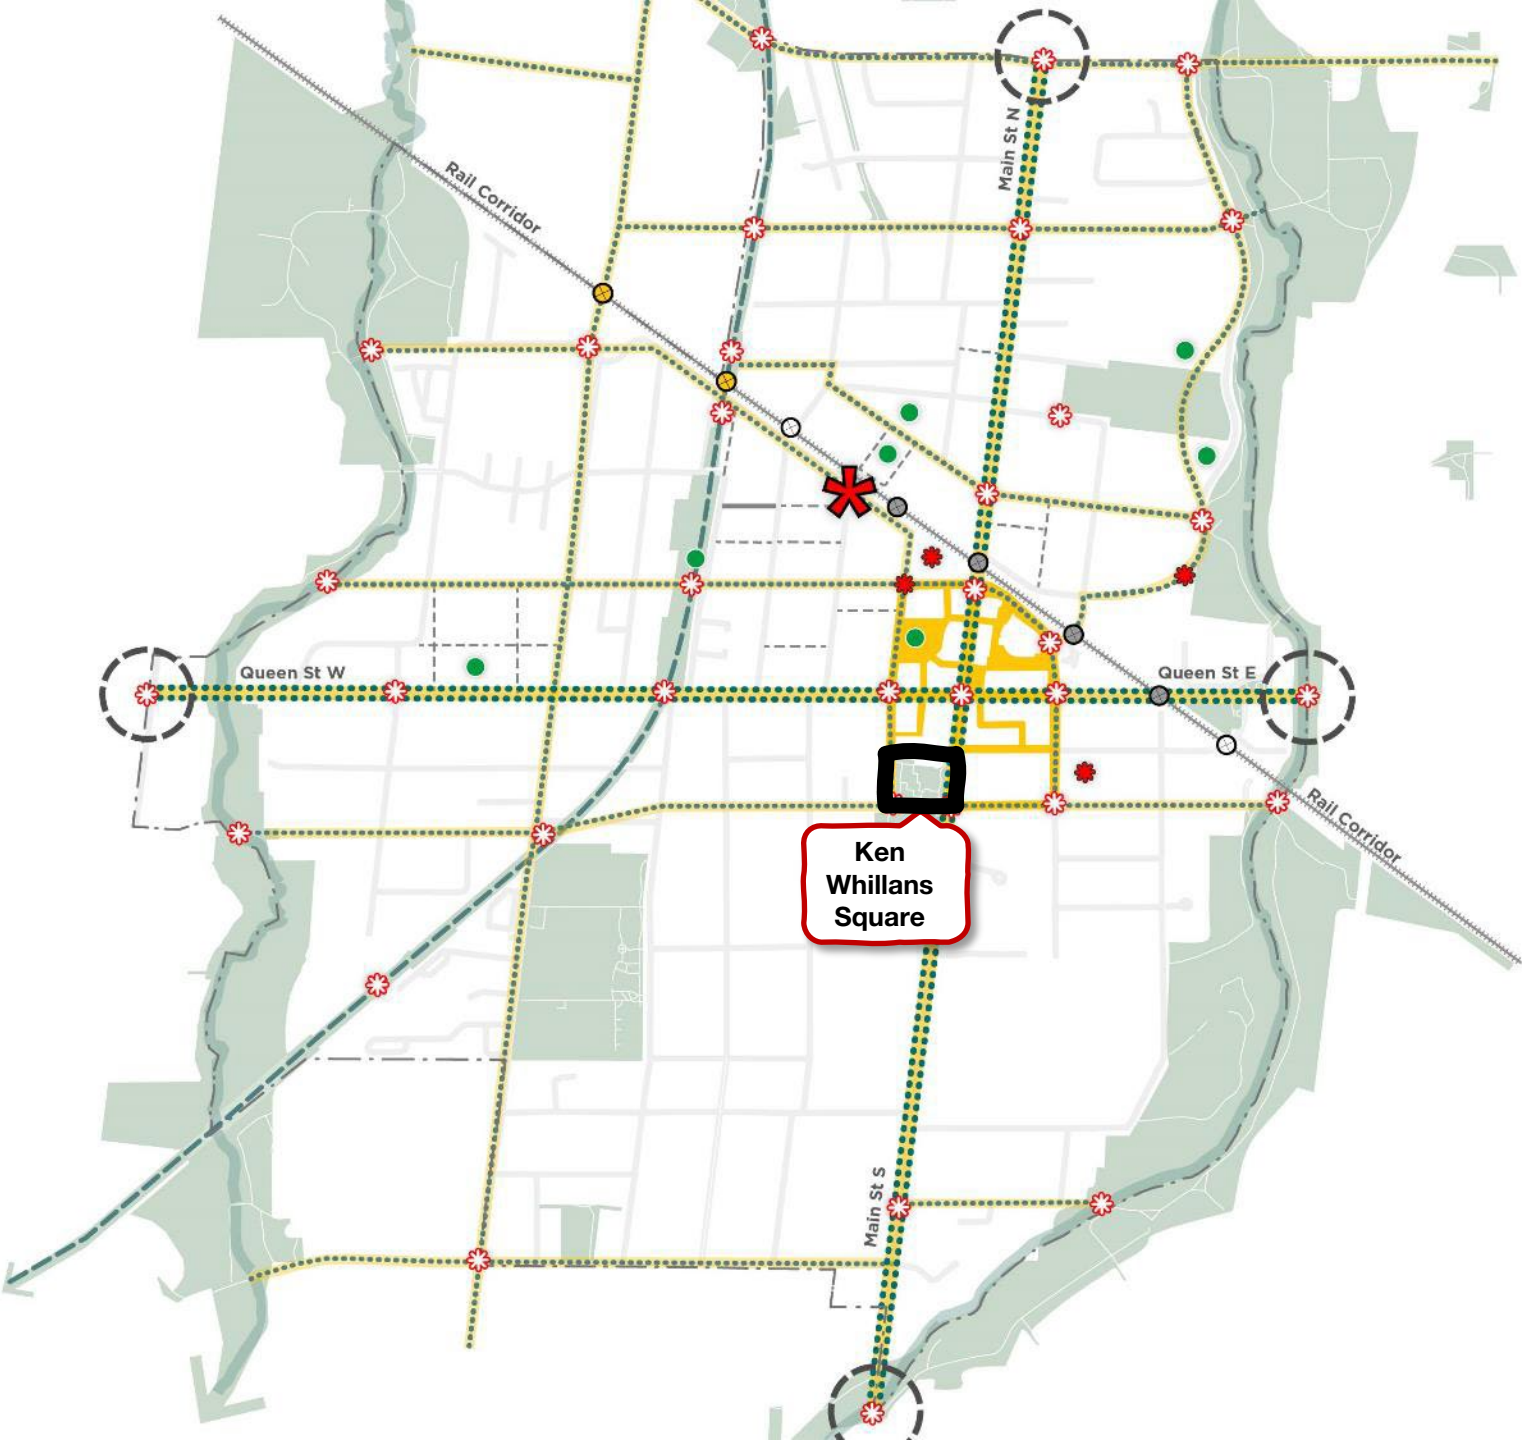 Main St N
Rail Corridor
Queen St W
Queen St E
Rail Corridor
Ken
Whillans
Square
Main St S